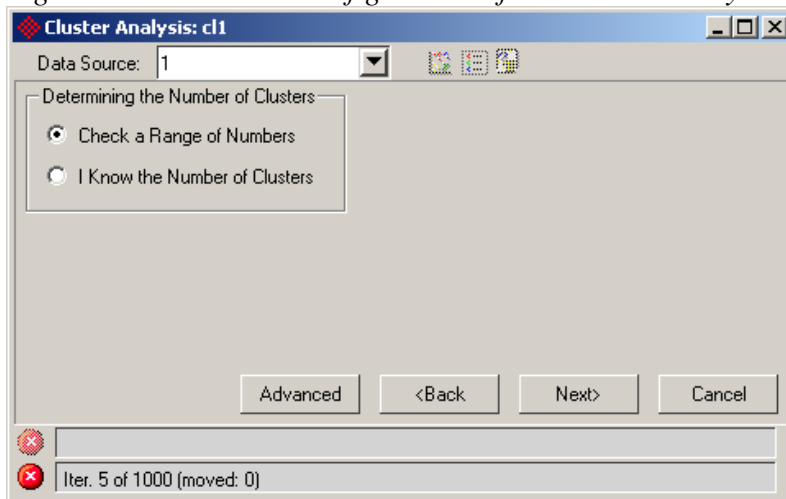 Cluster Analysis: cl1
Data Source: 1
Determining the Number of Clusters
Check a Range of Numbers
I Know the Number of Clusters
Advanced <Back Next> Cancel
Iter. 5 of 1000 (moved: 0)